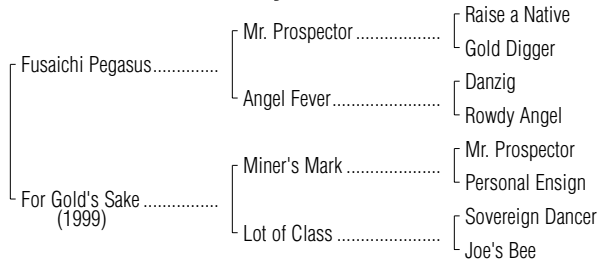 Raise a Native
Mr. Prospector ...................
Gold Digger
Fusaichi Pegasus..............
Danzig
Angel Fever........................
Rowdy Angel
Mr. Prospector
Miner's Mark .....................
Personal Ensign
For Gold's Sake ................
(1999)
Sovereign Dancer
Lot of Class .......................
Joe's Bee